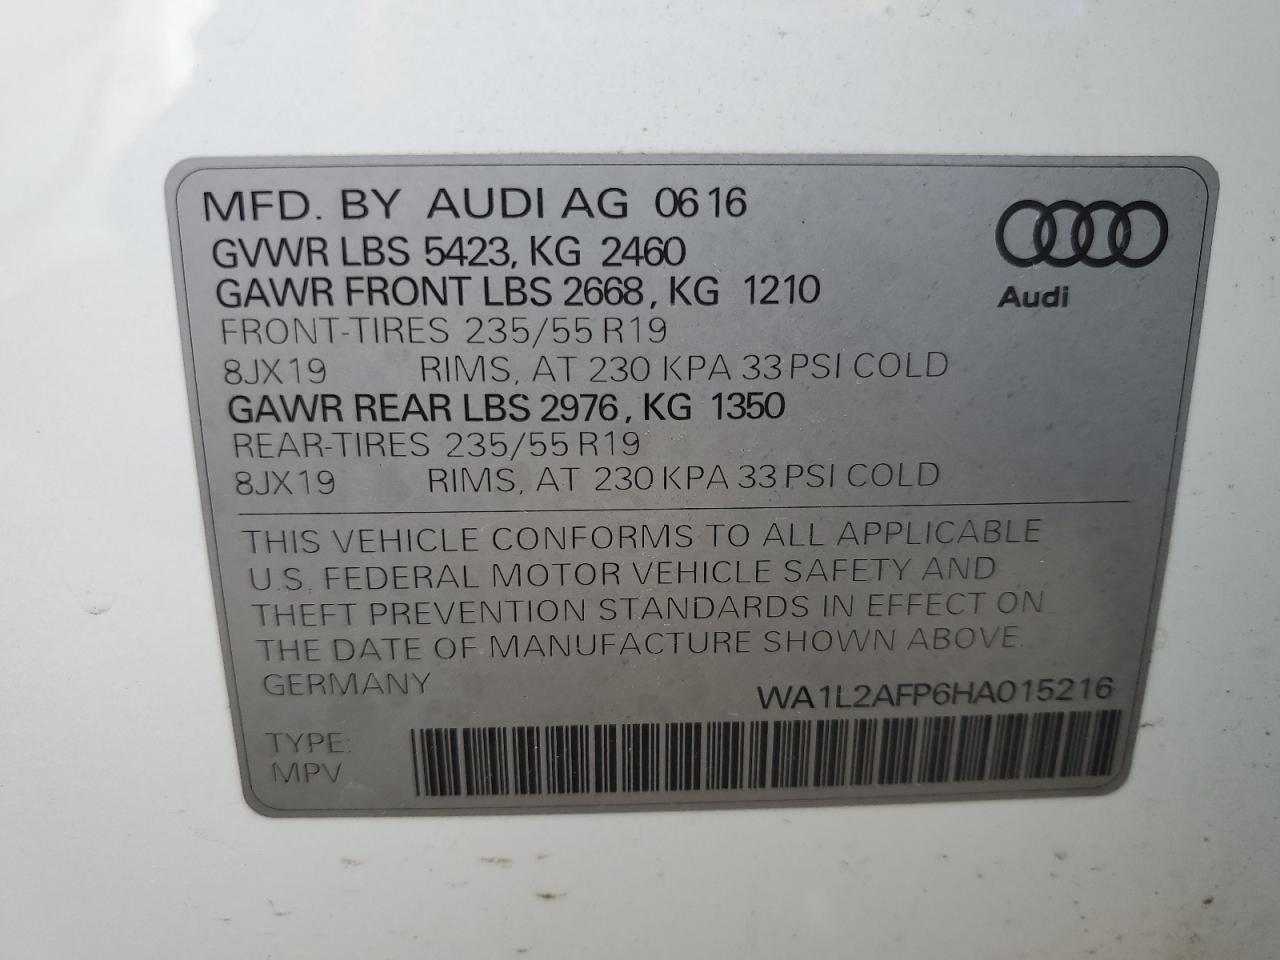 MFD. BY AUDI AG 0616
GVWR LBS 5423, KG 2460
GAWR FRONT LBS 2668, KG 1210
FRONT-TIRES 235/55 R19
8JX19 RIMS, AT 230 KPA 33 PSI COLD
GAWR REAR LBS 2976, KG 1350
REAR-TIRES 235/55 R19
8JX19 RIMS, AT 230 KPA 33 PSI COLD
Audi
THIS VEHICLE CONFORMS TO ALL APPLICABLE
U.S. FEDERAL MOTOR VEHICLE SAFETY AND
THEFT PREVENTION STANDARDS IN EFFECT ON
THE DATE OF MANUFACTURE SHOWN ABOVE.
GERMANY
WA1L2AFP6HA015216
TYPE:
MPV